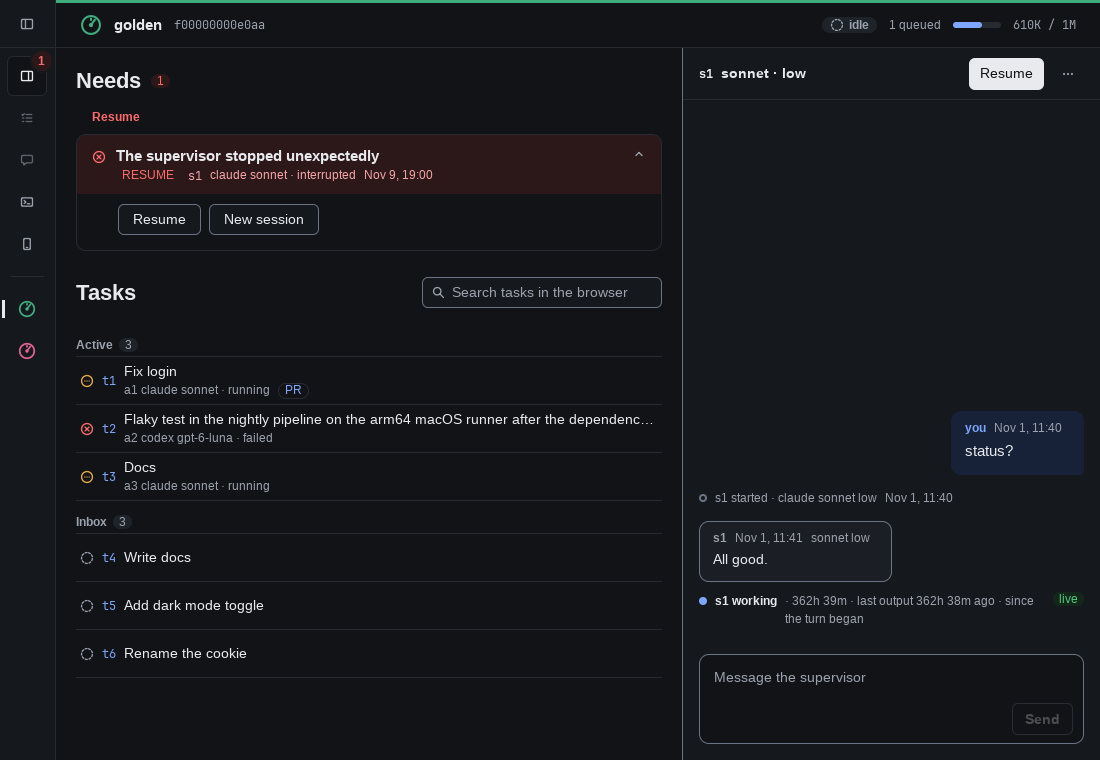 golden f00000000e0aa idle 1 queued 610K / 1M
1
Needs 1
Resume
The supervisor stopped unexpectedly
RESUME s1 claude sonnet · interrupted Nov 9, 19:00
Resume New session
Tasks Search tasks in the browser
Active 3
t1 Fix login
a1 claude sonnet · running PR
t2 Flaky test in the nightly pipeline on the arm64 macOS runner after the dependenc…
a2 codex gpt-6-luna · failed
t3 Docs
a3 claude sonnet · running
Inbox 3
t4 Write docs
t5 Add dark mode toggle
t6 Rename the cookie
s1 sonnet · low Resume ···
you Nov 1, 11:40
status?
s1 started · claude sonnet low Nov 1, 11:40
s1 Nov 1, 11:41 sonnet low
All good.
s1 working · 362h 39m · last output 362h 38m ago · since live
the turn began
Message the supervisor
Send